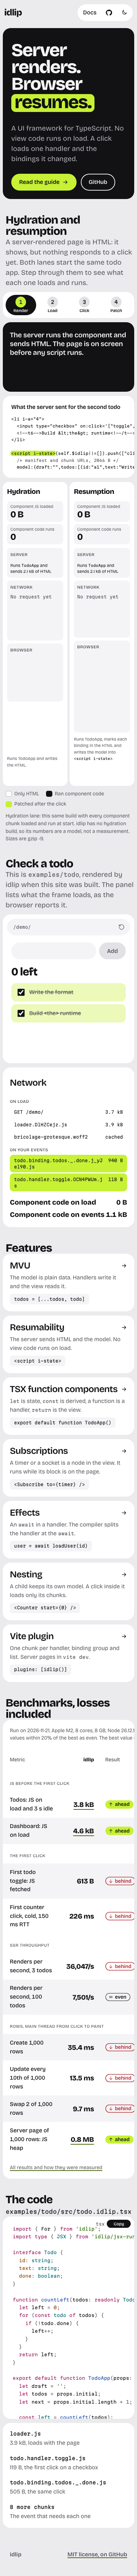 idlip
Docs
Server
renders.
Browser
resumes.
A UI framework for TypeScript.
No view code runs on load. A click
loads one handler and the
bindings it changed.
Read the guide →
GitHub
Hydration and
resumption
A server-rendered page is HTML: it
shows up, but nothing responds to a click
yet. Both columns start with the same
todo app. Step through them to see what
each one loads and runs.
1
Render
2
Load
3
Click
4
Patch
The server runs the component and
sends HTML. The page is on screen
before any script runs.
What the server sent for the second todo
Hydration
Component JS loaded
0 B
Component code runs
0
SERVER
Runs TodoApp and
sends 2.1 kB of HTML
NETWORK
No request yet
BROWSER
Runs TodoApp and writes
the HTML
Resumption
Component JS loaded
0 B
Component code runs
0
SERVER
Runs TodoApp and
sends 2.1 kB of HTML
NETWORK
No request yet
BROWSER
Runs TodoApp, marks each
binding in the HTML, and
writes the model into
<script i-state>
Only HTML
Ran component code
Patched after the click
Check a todo
This is examples/todo, rendered by
idlip when this site was built. The panel
lists what the frame loads, as the
browser reports it.
/demo/
Add
0 left
Write the format
Build <the> runtime
Network
ON LOAD
GET /demo/ 3.7 kB
bricolage-grotesque.woff2 cached
ON YOUR EVENTS
Component code on load 0 B
Component code on events 1.1 kB
Features
MVU →
The model is plain data. Handlers write it
and the view reads it.
todos = [...todos, todo]
Resumability →
The server sends HTML and the model. No
view code runs on load.
<script i-state>
TSX function components →
let is state, const is derived, a function is a
handler, return is the view.
export default function TodoApp()
Subscriptions →
A timer or a socket is a node in the view. It
runs while its block is on the page.
<Subscribe to={timer} />
Effects →
An await in a handler. The compiler splits
the handler at the await.
user = await loadUser(id)
Nesting →
A child keeps its own model. A click inside it
loads only its chunks.
<Counter start={0} />
Vite plugin →
One chunk per handler, binding group and
list. Server pages in vite dev.
plugins: [idlip()]
Benchmarks, losses
included
Metric idlip Result
JS BEFORE THE FIRST CLICK
Todos: JS on
load and 3 s idle 3.8 kB ↑ ahead
Dashboard: JS
on load 4.6 kB ↑ ahead
THE FIRST CLICK
First todo
toggle: JS
fetched 613 B ↓ behind
First counter
click, cold, 150
ms RTT 226 ms ↓ behind
SSR THROUGHPUT
Renders per
second, 3 todos 36,047/s ↓ behind
Renders per
second, 100
todos 7,501/s = even
ROWS, MAIN THREAD FROM CLICK TO PAINT
Create 1,000
rows 35.4 ms ↓ behind
Update every
10th of 1,000
rows 13.5 ms ↓ behind
Swap 2 of 1,000
rows 9.7 ms ↓ behind
Server page of
1,000 rows: JS
heap 0.8 MB ↑ ahead
All results and how they were measured
The code
examples/todo/src/todo.idlip.tsx
tsx Copy
import { For } from 'idlip';
interface Todo {
id: string;
text: string;
done: boolean;
}
let left = 0;
for (const todo of todos) {
if (!todo.done) {
left++;
}
}
return left;
}
let draft = '';
let todos = props.initial;
loader.js
3.9 kB, loads with the page
todo.handler.toggle.js
119 B, the first click on a checkbox
todo.binding.todos._.done.js
505 B, the same click
8 more chunks
The event that needs each one
idlip
MIT license, on GitHub